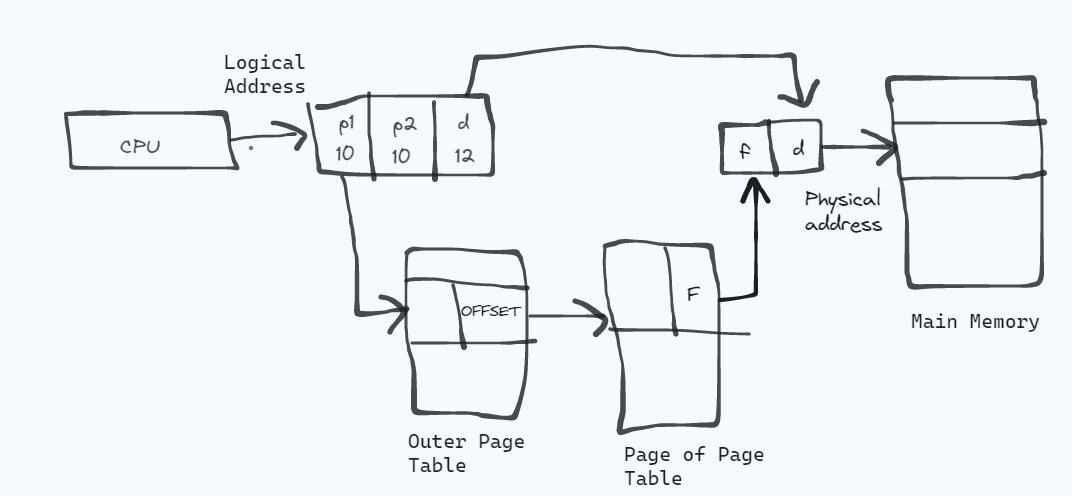 Logical
Address
CPU
p1 p2 d
10 10 12
f d
Physical
address
OFFSET
F
Main Memory
Outer Page
Table
Page of Page
Table